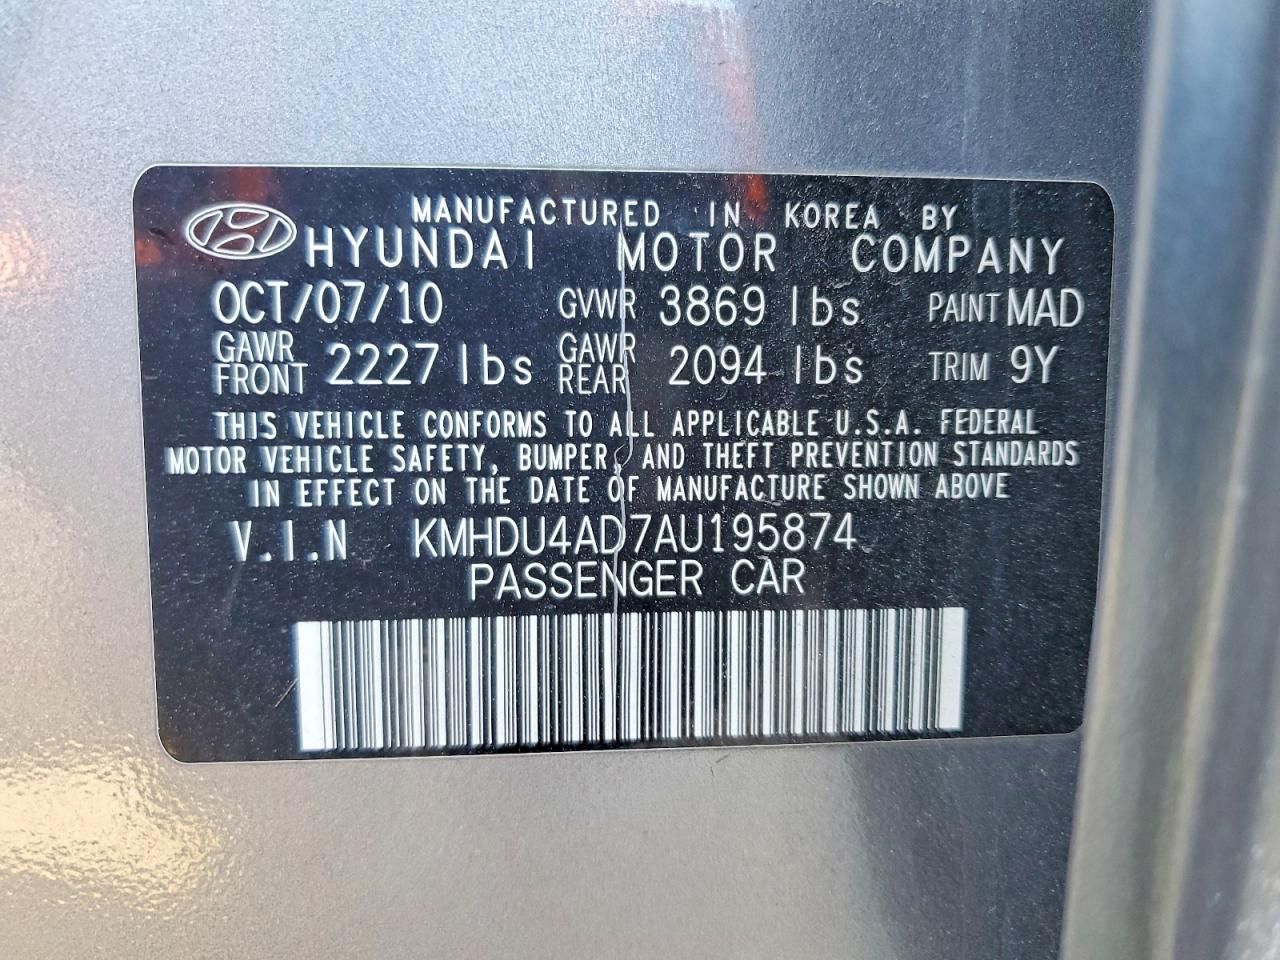 MANUFACTURED IN KOREA BY
HYUNDAI MOTOR COMPANY
OCT/07/10 GVWR 3869 lbs PAINT MAD
GAWR FRONT 2227 lbs GAWR REAR 2094 lbs TRIM 9Y
THIS VEHICLE CONFORMS TO ALL APPLICABLE U.S.A. FEDERAL
MOTOR VEHICLE SAFETY, BUMPER, AND THEFT PREVENTION STANDARDS
IN EFFECT ON THE DATE OF MANUFACTURE SHOWN ABOVE
V.I.N KMHDU4AD7AU195874
PASSENGER CAR